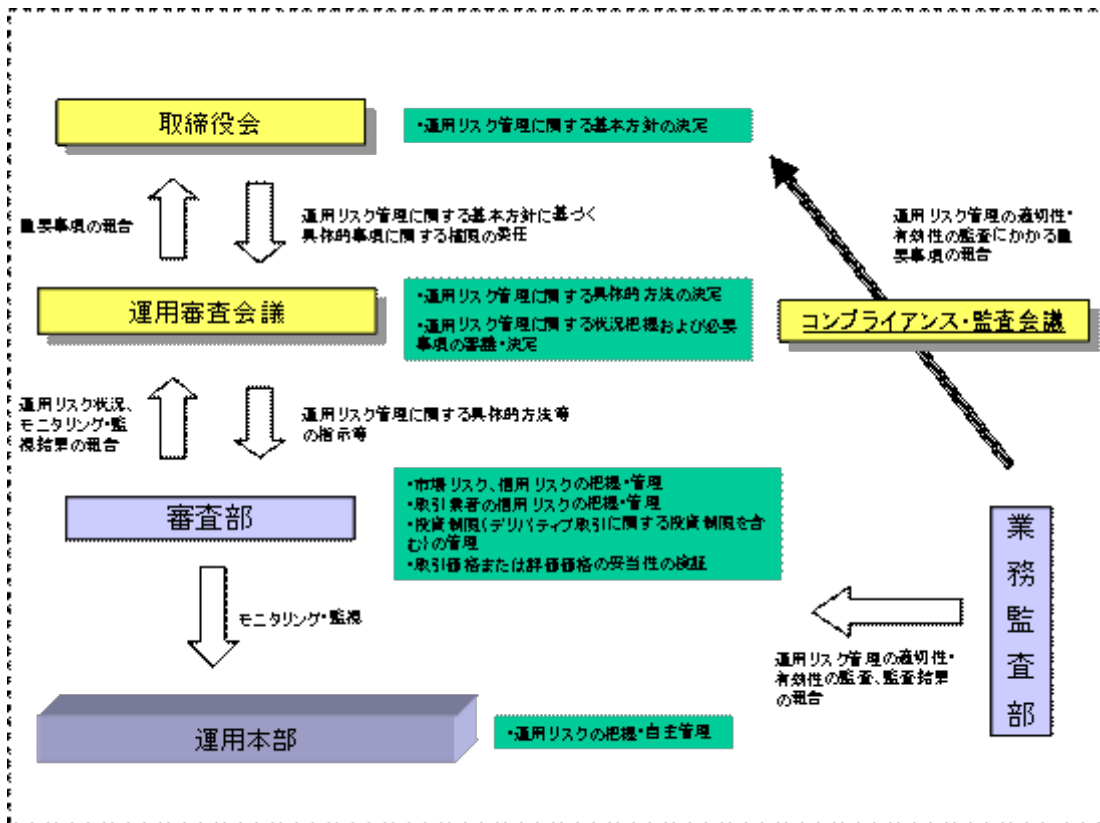 取締役会
・運用リスク管理に関する基本方針の決定
重要事項の報告
運用リスク管理に関する基本方針に基づく
具体的事項に関する権限の委任
運用リスク管理の適切性・
有効性の監査にかかる重
要事項の報告
運用審査会議
・運用リスク管理に関する具体的方法の決定
・運用リスク管理に関する状況把握および必要
事項の審議・決定
コンプライアンス・監査会議
運用リスク状況、
モニタリング・監
視結果の報告
運用リスク管理に関する具体的方法等
の指示等
審査部
・市場リスク、信用リスクの把握・管理
・取引業者の信用リスクの把握・管理
・投資制限(デリバティブ取引に関する投資制限を含
む)の管理
・取引価格または評価価格の妥当性の検証
業務監査部
モニタリング・監視
運用リスク管理の適切性・
有効性の監査、監査結果
の報告
運用本部
・運用リスクの把握・自主管理